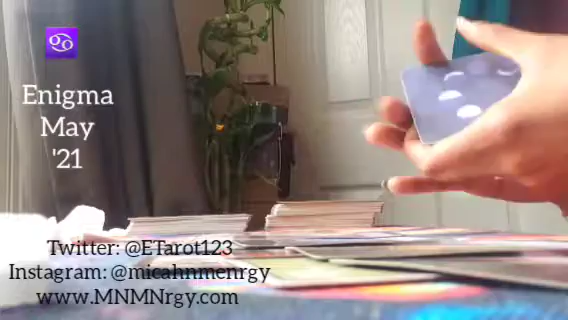 ♋
Enigma
May
'21
Twitter: @ETarot123
Instagram: @micahnmenrgy
www.MNMNrgy.com